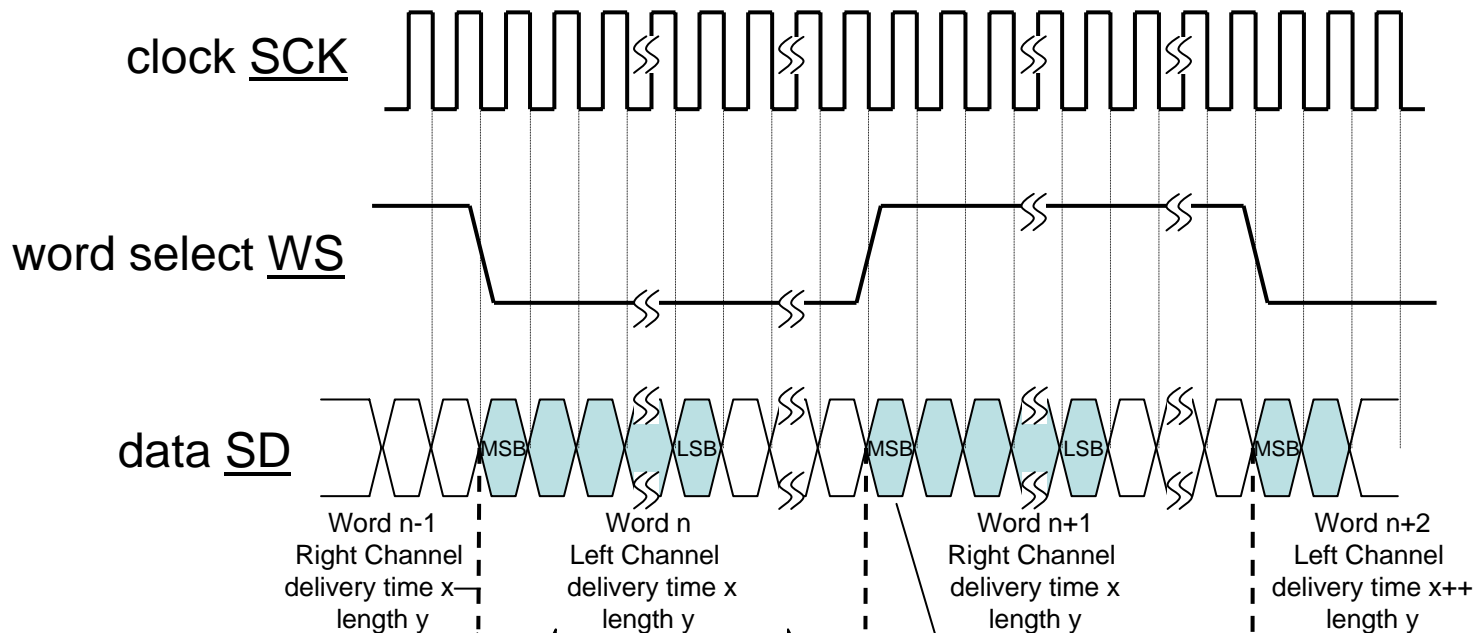 clock SCK
word select WS
data SD
MSB LSB MSB LSB MSB
Word n-1
Right Channel
delivery time x
length y
Word n
Left Channel
delivery time x
length y
Word n+1
Right Channel
delivery time x
length y
Word n+2
Left Channel
delivery time x++
length y